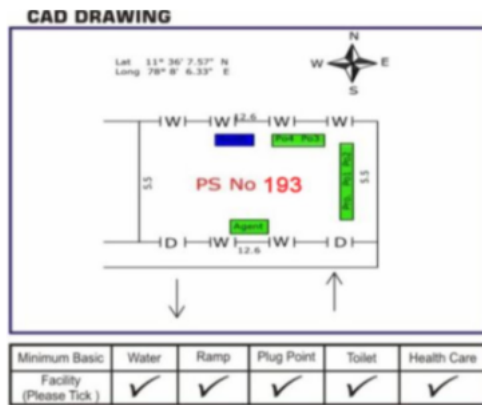 CAD DRAWING
N
W E
S
Lat 11° 36' 7.57" N
Long 78° 8' 6.33" E
W W 12.6 W W
Po4 Po3
5.5
PS No 193
Po1 Po2
5.5
Agent
D W W D
12.6
Minimum Basic Water Ramp Plug Point Toilet Health Care
Facility
(Please Tick )